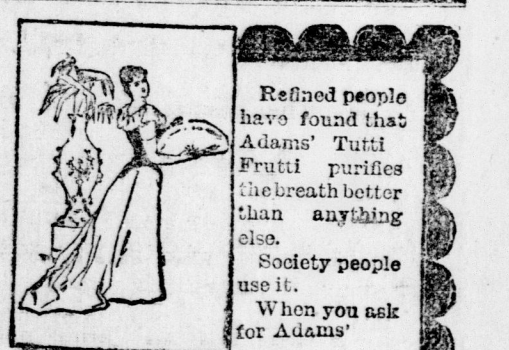 Refined people
have found that
Adams' Tutti
Frutti purifies
the breath better
than anything
else.
Society people
use it.
When you ask
for Adams'